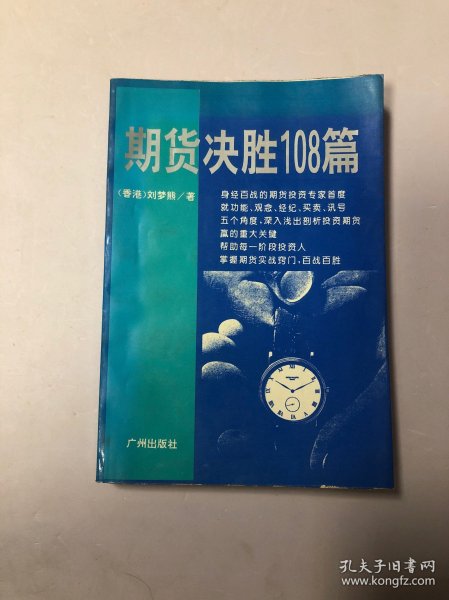 期货决胜108篇
(香港)刘梦熊/著
身经百战的期货投资专家首度
就功能、观念、经纪、买卖、讯号
五个角度，深入浅出剖析投资期货
赢的重大关键
帮助每一阶段投资人
掌握期货实战窍门，百战百胜
广州出版社
孔夫子旧书网
www.kongfz.com